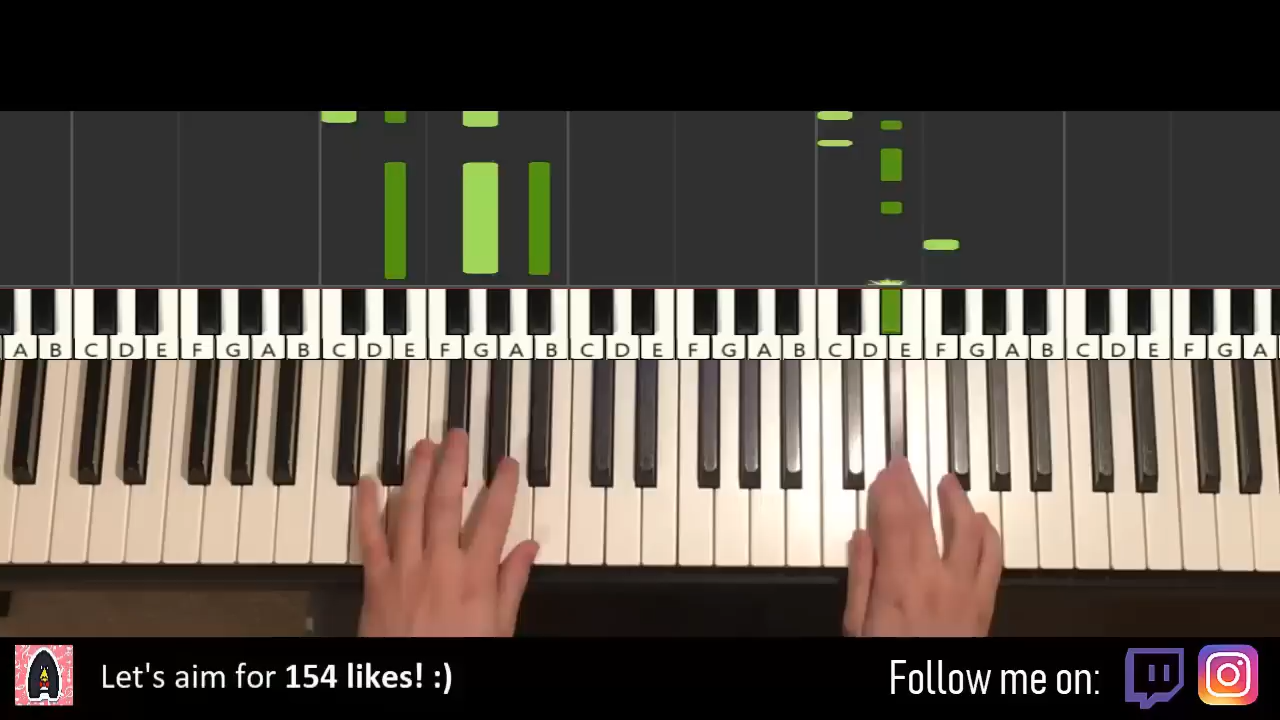 A B C D E F G A B C D E F G A B C D E F G A B C D E F G A B C D E F G A
Let's aim for 154 likes! :)
Follow me on: